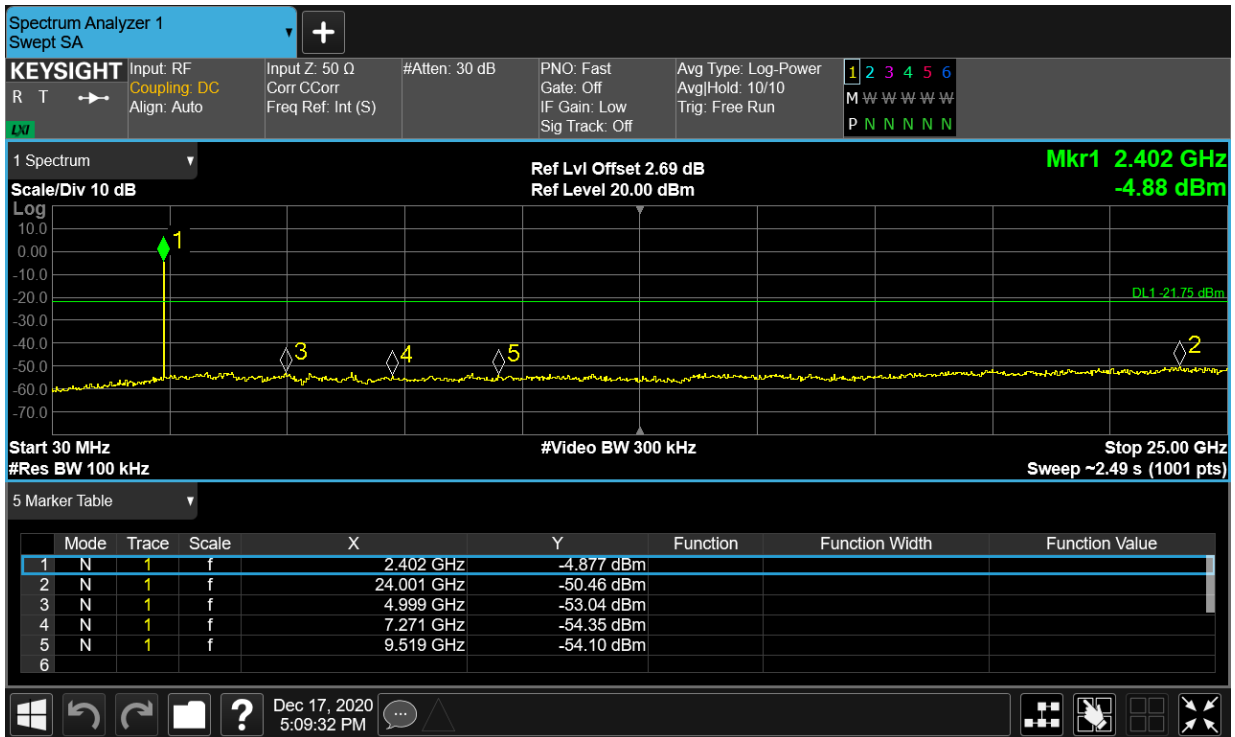 Spectrum Analyzer 1
Swept SA
KEYSIGHT
R T
LXI
Input: RF
Coupling: DC
Align: Auto
Input Z: 50 Ω
Corr CCorr
Freq Ref: Int (S)
#Atten: 30 dB
PNO: Fast
Gate: Off
IF Gain: Low
Sig Track: Off
Avg Type: Log-Power
Avg|Hold: 10/10
Trig: Free Run
1 2 3 4 5 6
M W W W W W
P N N N N N
1 Spectrum
Scale/Div 10 dB
Ref Lvl Offset 2.69 dB
Ref Level 20.00 dBm
Mkr1 2.402 GHz
-4.88 dBm
Log
10.0
0.00
-10.0
-20.0
-30.0
-40.0
-50.0
-60.0
-70.0
1
DL1 -21.75 dBm
3
4
5
2
Start 30 MHz
#Res BW 100 kHz
#Video BW 300 kHz
Stop 25.00 GHz
Sweep ~2.49 s (1001 pts)
5 Marker Table
Mode Trace Scale X Y Function Function Width Function Value
1 N 1 f 2.402 GHz -4.877 dBm
2 N 1 f 24.001 GHz -50.46 dBm
3 N 1 f 4.999 GHz -53.04 dBm
4 N 1 f 7.271 GHz -54.35 dBm
5 N 1 f 9.519 GHz -54.10 dBm
6
?
Dec 17, 2020
5:09:32 PM